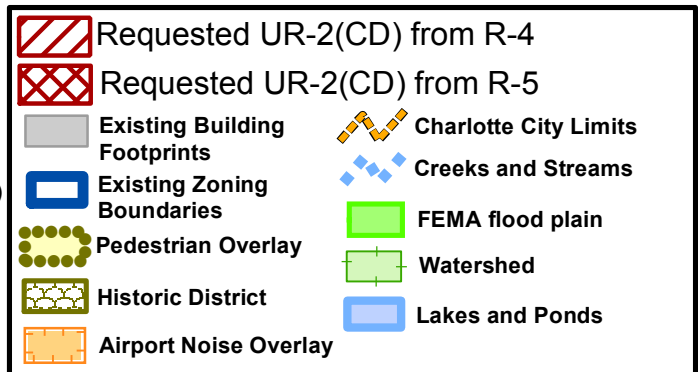 Requested UR-2(CD) from R-4
Requested UR-2(CD) from R-5
Existing Building
Footprints
Existing Zoning
Boundaries
Pedestrian Overlay
Historic District
Airport Noise Overlay
Charlotte City Limits
Creeks and Streams
FEMA flood plain
Watershed
Lakes and Ponds